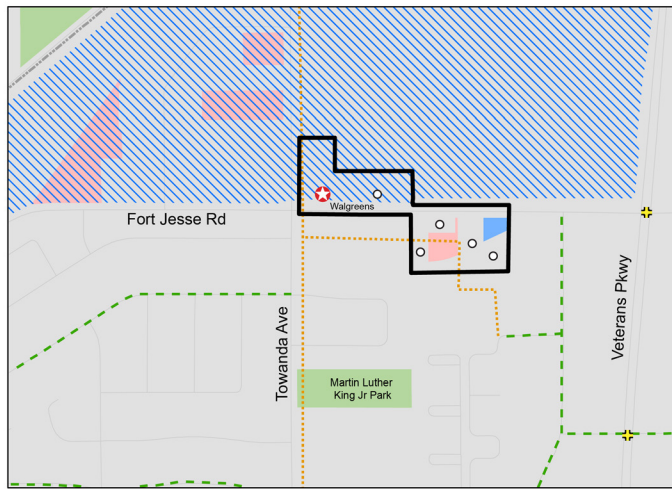 Walgreens
Fort Jesse Rd
Towanda Ave
Veterans Pkwy
Martin Luther
King Jr Park